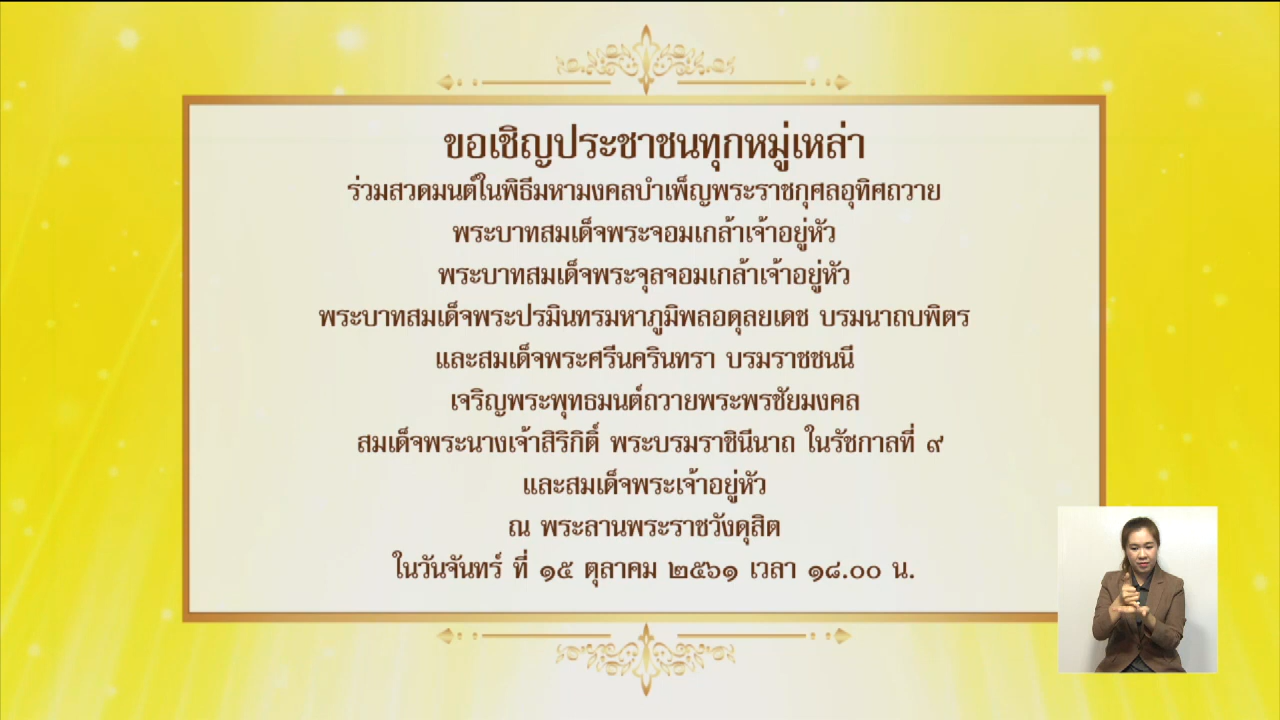 ขอเชิญประชาชนทุกหมู่เหล่า
ร่วมสวดมนต์ในพิธีมหามงคลบำเพ็ญพระราชกุศลอุทิศถวาย
พระบาทสมเด็จพระจอมเกล้าเจ้าอยู่หัว
พระบาทสมเด็จพระจุลจอมเกล้าเจ้าอยู่หัว
พระบาทสมเด็จพระปรมินทรมหาภูมิพลอดุลยเดช บรมนาถบพิตร
และสมเด็จพระศรีนครินทรา บรมราชชนนี
เจริญพระพุทธมนต์ถวายพระพรชัยมงคล
สมเด็จพระนางเจ้าสิริกิติ์ พระบรมราชินีนาถ ในรัชกาลที่ ๙
และสมเด็จพระเจ้าอยู่หัว
ณ พระลานพระราชวังดุสิต
ในวันจันทร์ ที่ ๑๕ ตุลาคม ๒๕๖๑ เวลา ๑๘.๐๐ น.